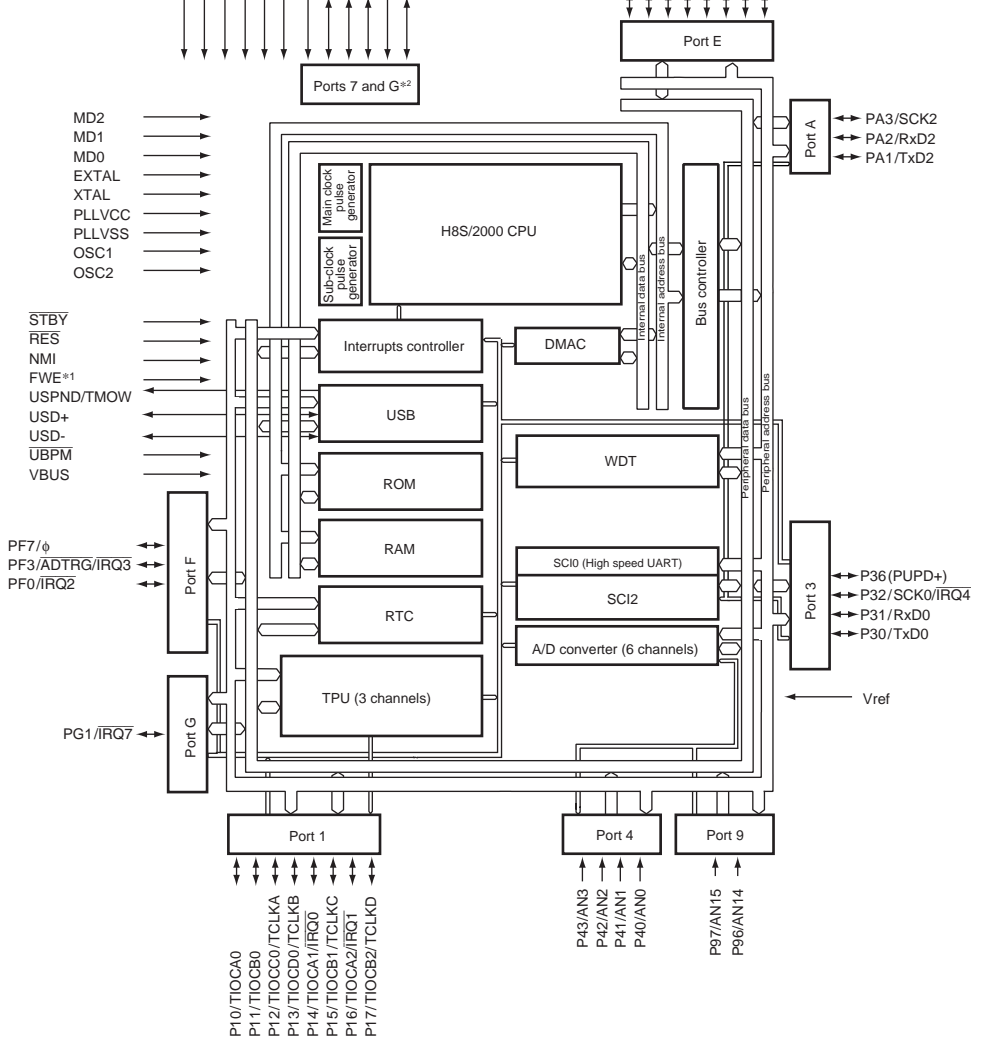 Port E
Ports 7 and G*2
MD2
MD1
MD0
EXTAL
XTAL
PLLVCC
PLLVSS
OSC1
OSC2
STBY
RES
NMI
FWE*1
USPND/TMOW
USD+
USD-
UBPM
VBUS
Port A
PA3/SCK2
PA2/RxD2
PA1/TxD2
Main clock
pulse
generator
Sub-clock
pulse
generator
H8S/2000 CPU
Internal data bus
Internal address bus
Bus controller
Interrupts controller
DMAC
USB
Peripheral data bus
Peripheral address bus
WDT
ROM
RAM
SCI0 (High speed UART)
SCI2
RTC
A/D converter (6 channels)
TPU (3 channels)
Port F
PF7/ϕ
PF3/ADTRG/IRQ3
PF0/IRQ2
Port G
PG1/IRQ7
Port 3
P36(PUPD+)
P32/SCK0/IRQ4
P31/RxD0
P30/TxD0
Vref
Port 1
Port 4
Port 9
P10/TIOCA0
P11/TIOCB0
P12/TIOCC0/TCLKA
P13/TIOCD0/TCLKB
P14/TIOCA1/IRQ0
P15/TIOCB1/TCLKC
P16/TIOCA2/IRQ1
P17/TIOCB2/TCLKD
P43/AN3
P42/AN2
P41/AN1
P40/AN0
P97/AN15
P96/AN14